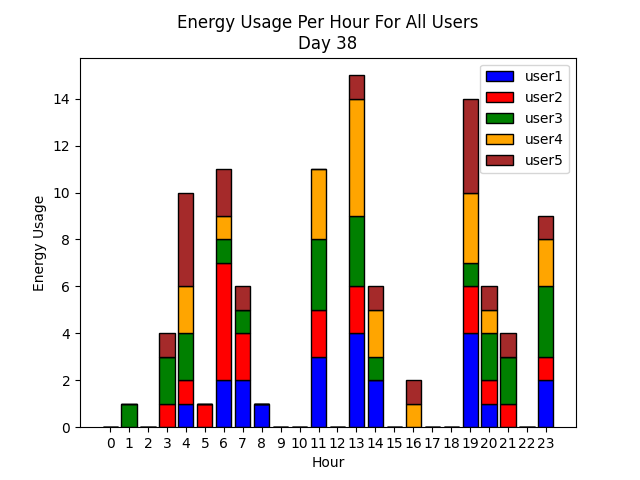 Energy Usage Per Hour For All Users
Day 38
user1
user2
user3
user4
user5
Energy Usage
14
12
10
8
6
4
2
0
0 1 2 3 4 5 6 7 8 9 10 11 12 13 14 15 16 17 18 19 20 21 22 23
Hour